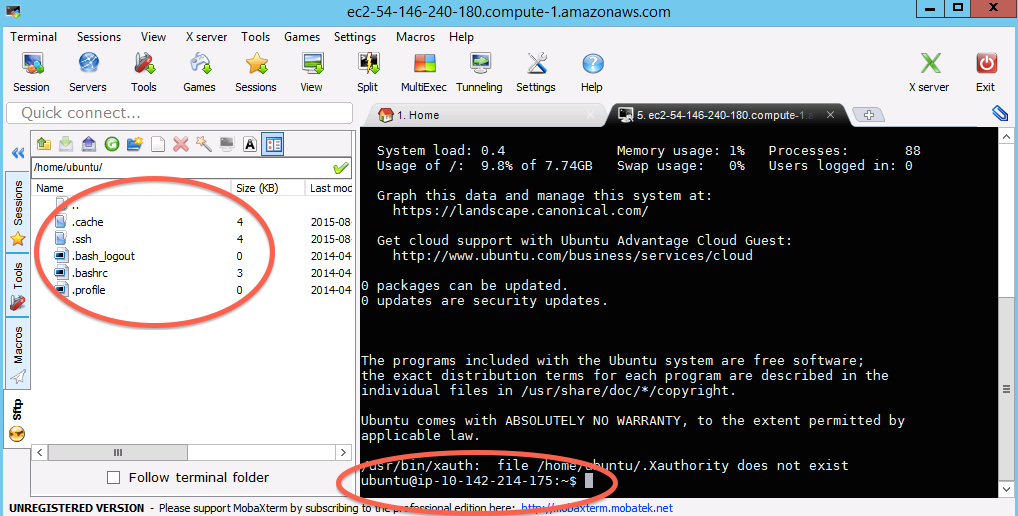 ec2-54-146-240-180.compute-1.amazonaws.com
Terminal Sessions View X server Tools Games Settings Macros Help
Session Servers Tools Games Sessions View Split MultiExec Tunneling Settings Help X server Exit
Quick connect...
1. Home
5. ec2-54-146-240-180.compute-1.a
/home/ubuntu/
Name Size (KB) Last mod
..
.cache 4 2015-08-
.ssh 4 2015-08-
.bash_logout 0 2014-04
.bashrc 3 2014-04
.profile 0 2014-04
Sessions
Tools
Macros
Sftp
Follow terminal folder
System load: 0.4 Memory usage: 1% Processes: 88
Usage of /: 9.8% of 7.74GB Swap usage: 0% Users logged in: 0
Graph this data and manage this system at:
https://landscape.canonical.com/
Get cloud support with Ubuntu Advantage Cloud Guest:
http://www.ubuntu.com/business/services/cloud
0 packages can be updated.
0 updates are security updates.
The programs included with the Ubuntu system are free software;
the exact distribution terms for each program are described in the
individual files in /usr/share/doc/*/copyright.
Ubuntu comes with ABSOLUTELY NO WARRANTY, to the extent permitted by
applicable law.
/usr/bin/xauth:  file /home/ubuntu/.Xauthority does not exist
ubuntu@ip-10-142-214-175:~$
UNREGISTERED VERSION - Please support MobaXterm by subscribing to the professional edition here: http://mobaxterm.mobatek.net